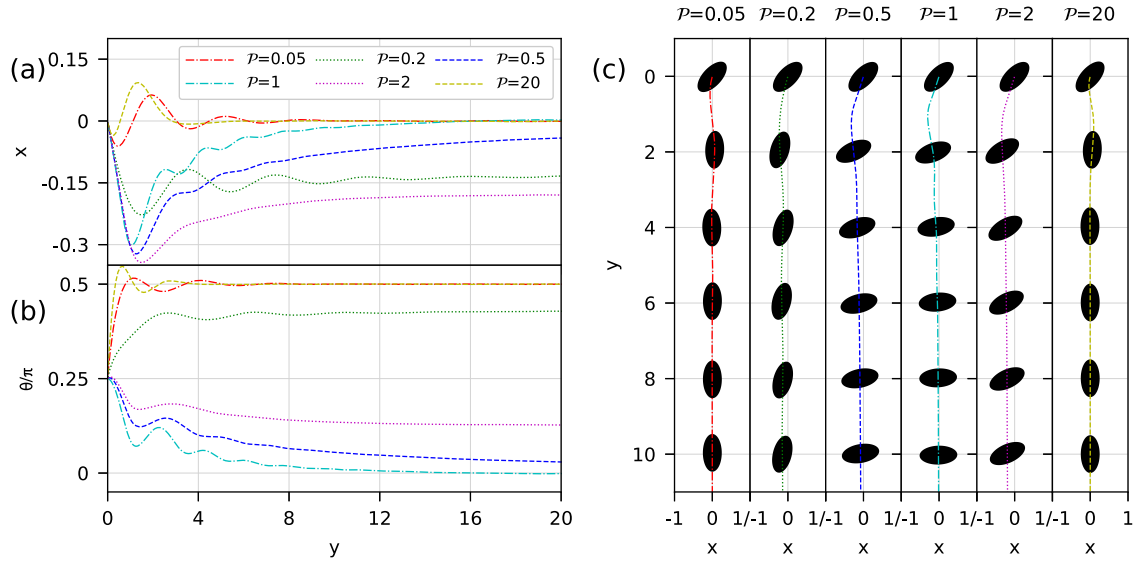 (a)
x
0.15
0
-0.15
-0.3
𝒫=0.05
𝒫=0.2
𝒫=0.5
𝒫=1
𝒫=2
𝒫=20
(b)
θ/π
0.5
0.25
0
0 4 8 12 16 20
y
(c)
𝒫=0.05 𝒫=0.2 𝒫=0.5 𝒫=1 𝒫=2 𝒫=20
y
0
2
4
6
8
10
-1 0 1/-1 0 1/-1 0 1/-1 0 1/-1 0 1/-1 0 1
x x x x x x